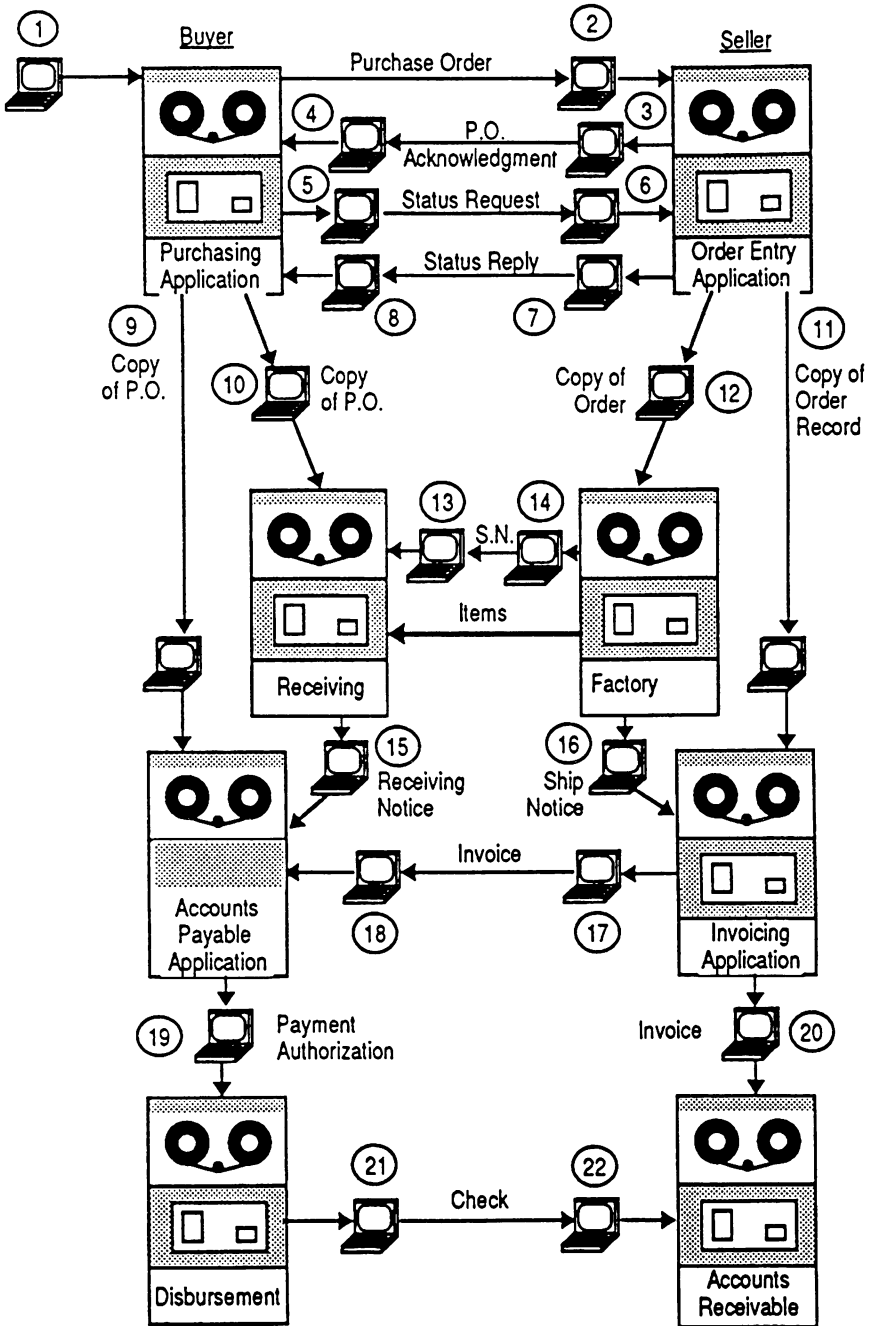 1
Buyer
2
Seller
Purchase Order
4
P.O.
Acknowledgment
3
5
Status Request
6
Purchasing
Application
Status Reply
Order Entry
Application
8
7
9
Copy
of P.O.
10
Copy
of P.O.
Copy of
Order
12
11
Copy of
Order
Record
13
S.N.
14
Items
Receiving
Factory
15
Receiving
Notice
16
Ship
Notice
Invoice
18
17
Accounts
Payable
Application
Invoicing
Application
19
Payment
Authorization
Invoice
20
21
Check
22
Disbursement
Accounts
Receivable